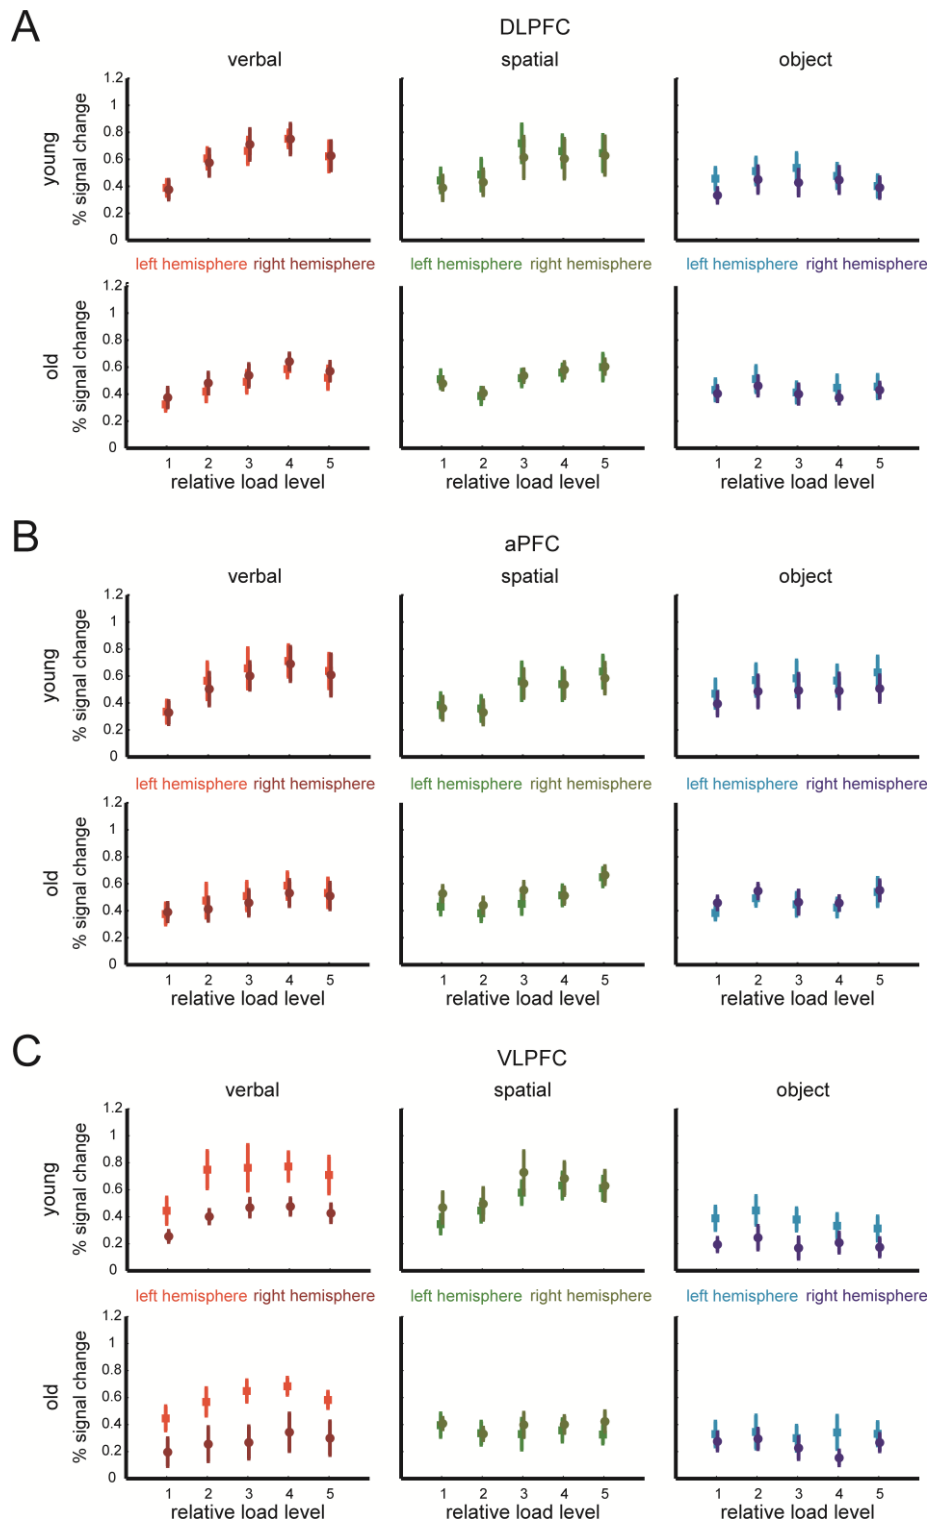 A
DLPFC
verbal spatial object
young
% signal change
1.2
1
0.8
0.6
0.4
0.2
0
left hemisphere right hemisphere left hemisphere right hemisphere left hemisphere right hemisphere
old
% signal change
1.2
1
0.8
0.6
0.4
0.2
0
1 2 3 4 5 1 2 3 4 5 1 2 3 4 5
relative load level relative load level relative load level
B
aPFC
verbal spatial object
young
% signal change
1.2
1
0.8
0.6
0.4
0.2
0
left hemisphere right hemisphere left hemisphere right hemisphere left hemisphere right hemisphere
old
% signal change
1.2
1
0.8
0.6
0.4
0.2
0
1 2 3 4 5 1 2 3 4 5 1 2 3 4 5
relative load level relative load level relative load level
C
VLPFC
verbal spatial object
young
% signal change
1.2
1
0.8
0.6
0.4
0.2
0
left hemisphere right hemisphere left hemisphere right hemisphere left hemisphere right hemisphere
old
% signal change
1.2
1
0.8
0.6
0.4
0.2
0
1 2 3 4 5 1 2 3 4 5 1 2 3 4 5
relative load level relative load level relative load level